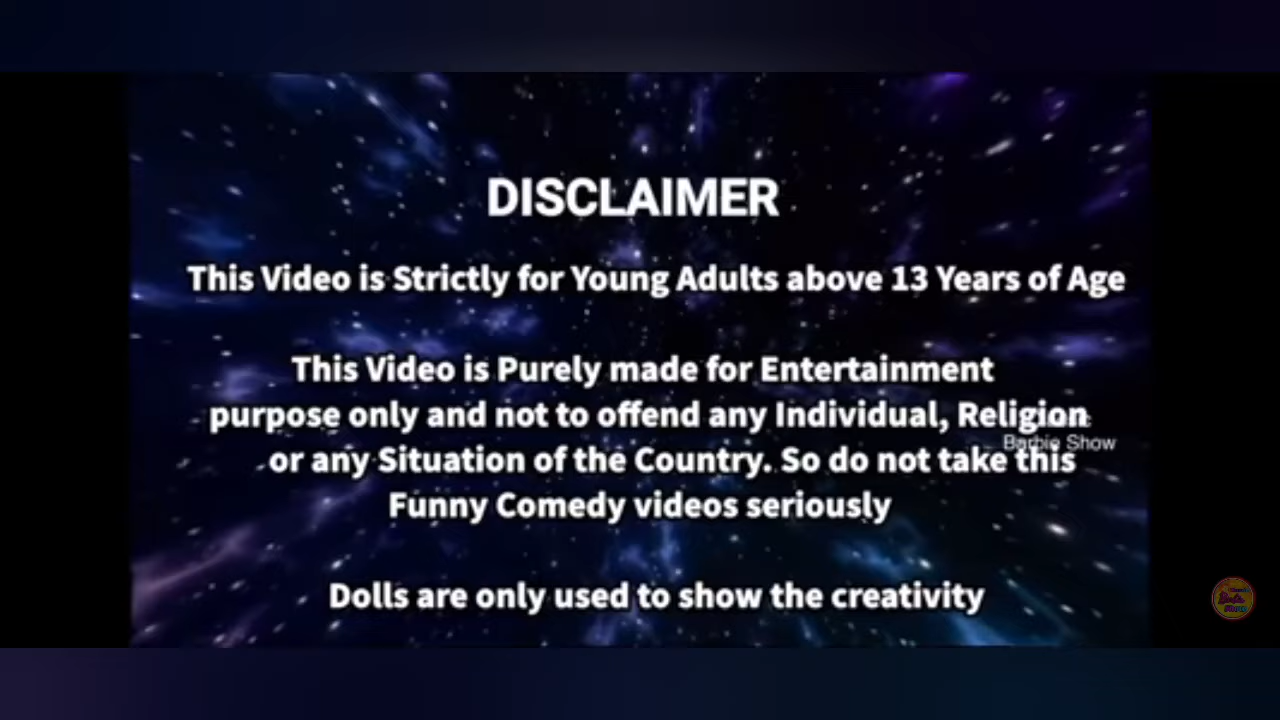 DISCLAIMER
This Video is Strictly for Young Adults above 13 Years of Age
This Video is Purely made for Entertainment
purpose only and not to offend any Individual, Religion
Barbie Show
or any Situation of the Country. So do not take this
Funny Comedy videos seriously
Dolls are only used to show the creativity